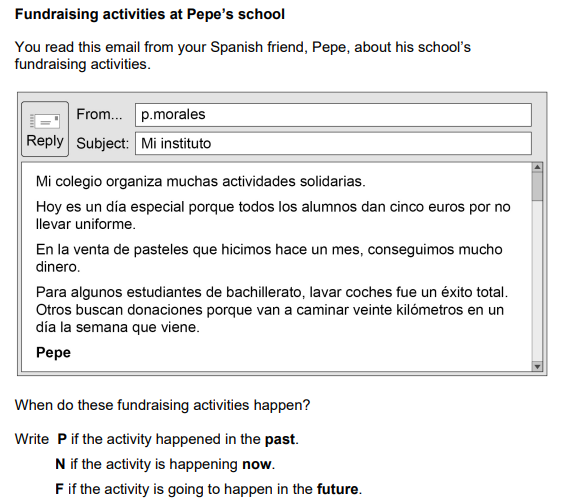 Fundraising activities at Pepe's school
You read this email from your Spanish friend, Pepe, about his school's
fundraising activities.
From... p.morales
Reply Subject: Mi instituto
Mi colegio organiza muchas actividades solidarias.
Hoy es un día especial porque todos los alumnos dan cinco euros por no
llevar uniforme.
En la venta de pasteles que hicimos hace un mes, conseguimos mucho
dinero.
Para algunos estudiantes de bachillerato, lavar coches fue un éxito total.
Otros buscan donaciones porque van a caminar veinte kilómetros en un
día la semana que viene.
Pepe
When do these fundraising activities happen?
Write P if the activity happened in the past.
N if the activity is happening now.
F if the activity is going to happen in the future.